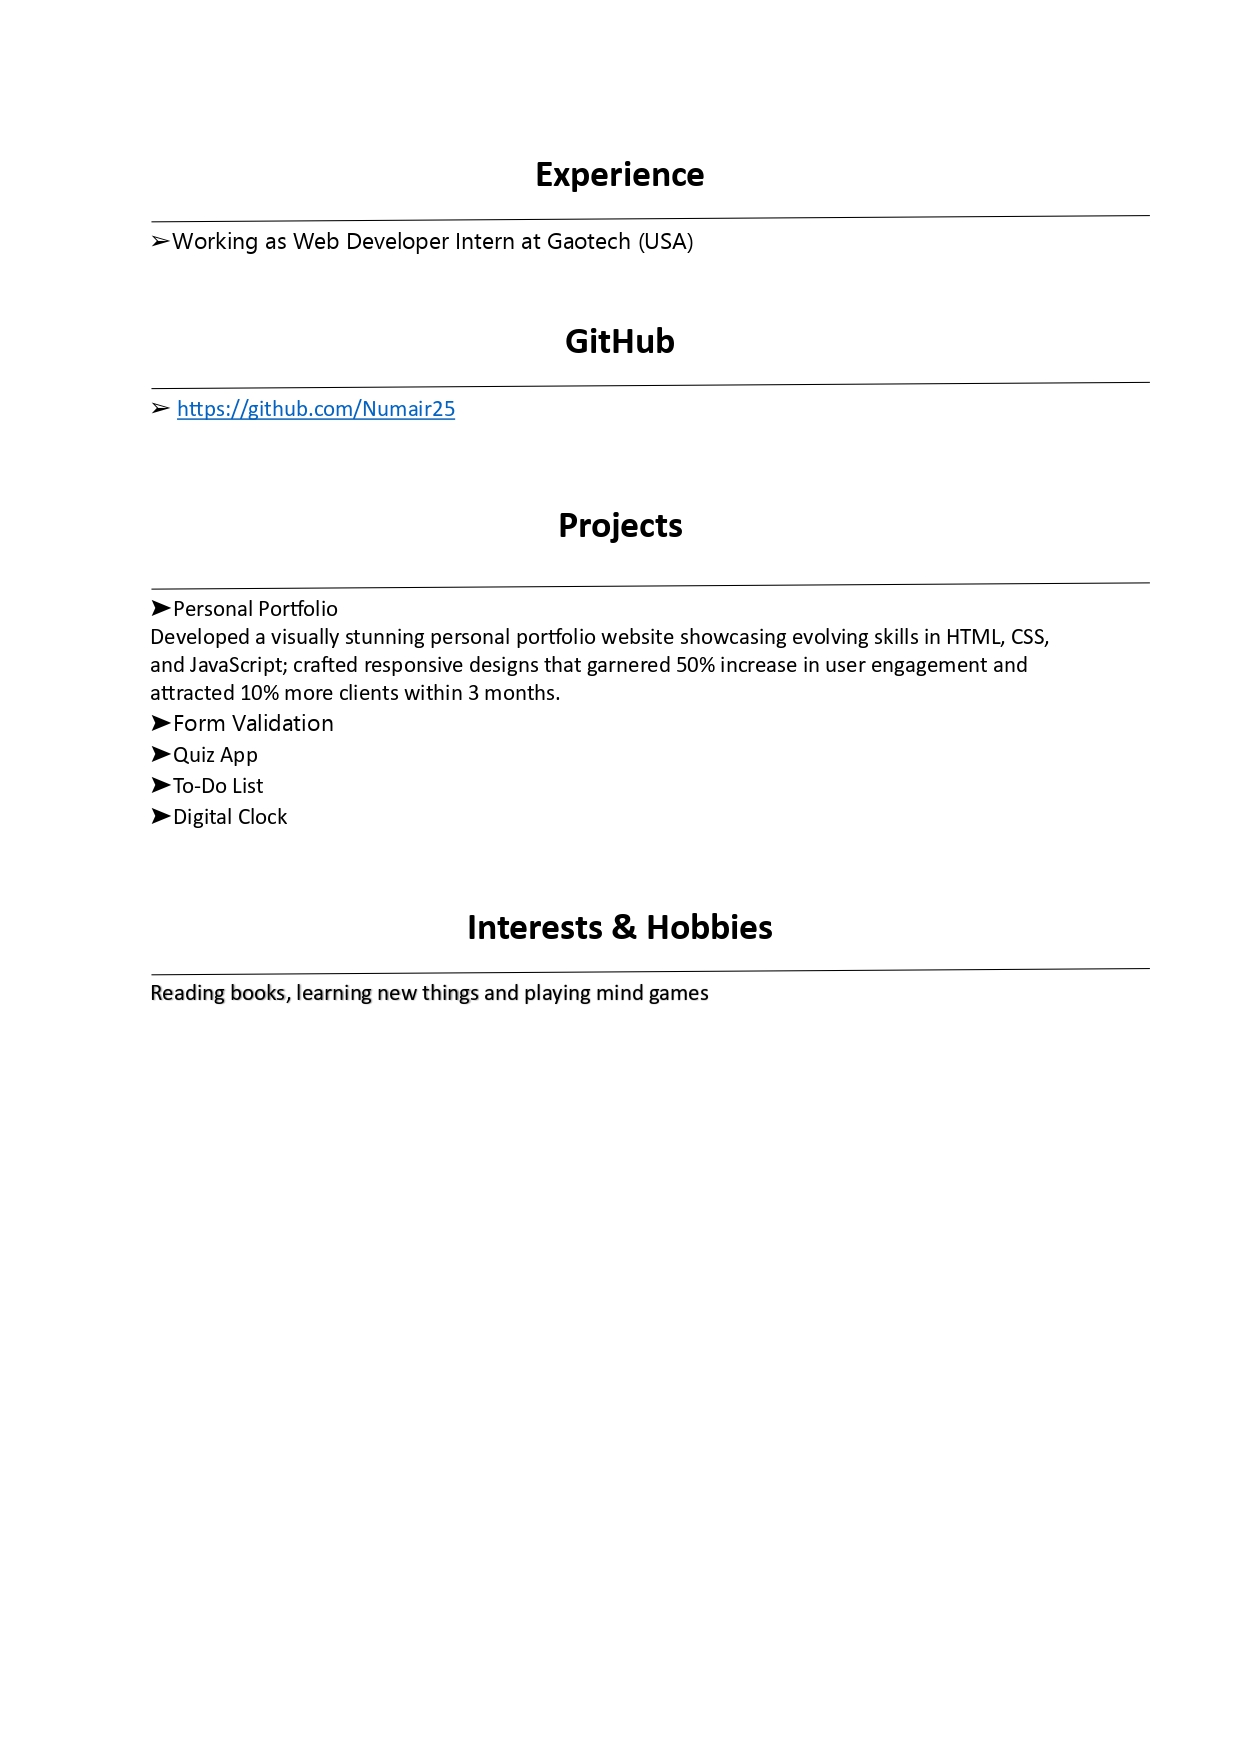 Experience
➢Working as Web Developer Intern at Gaotech (USA)
GitHub
➢ https://github.com/Numair25
Projects
➤Personal Portfolio
Developed a visually stunning personal portfolio website showcasing evolving skills in HTML, CSS,
and JavaScript; crafted responsive designs that garnered 50% increase in user engagement and
attracted 10% more clients within 3 months.
➤Form Validation
➤Quiz App
➤To-Do List
➤Digital Clock
Interests & Hobbies
Reading books, learning new things and playing mind games